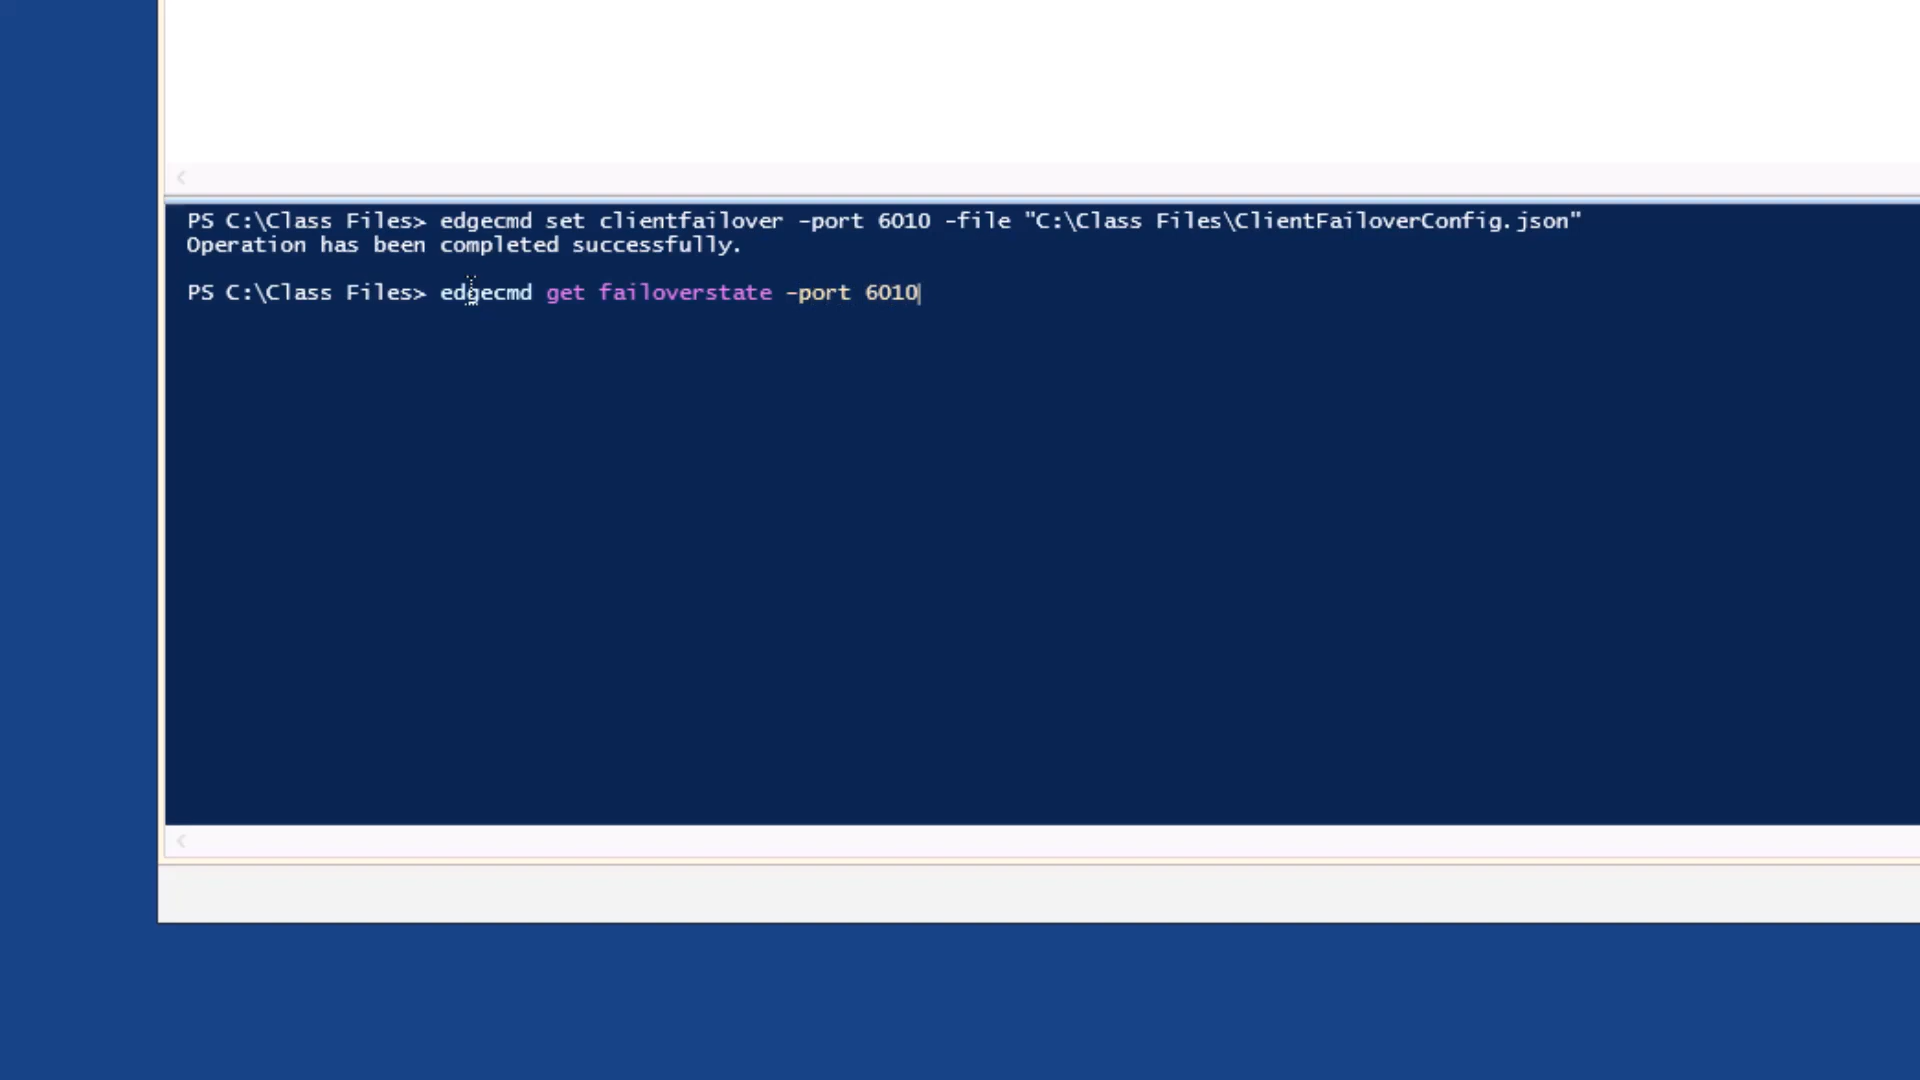 PS C:\Class Files> edgecmd set clientfailover -port 6010 -file "C:\Class Files\ClientFailoverConfig.json"
Operation has been completed successfully.
PS C:\Class Files> edgecmd get failoverstate -port 6010